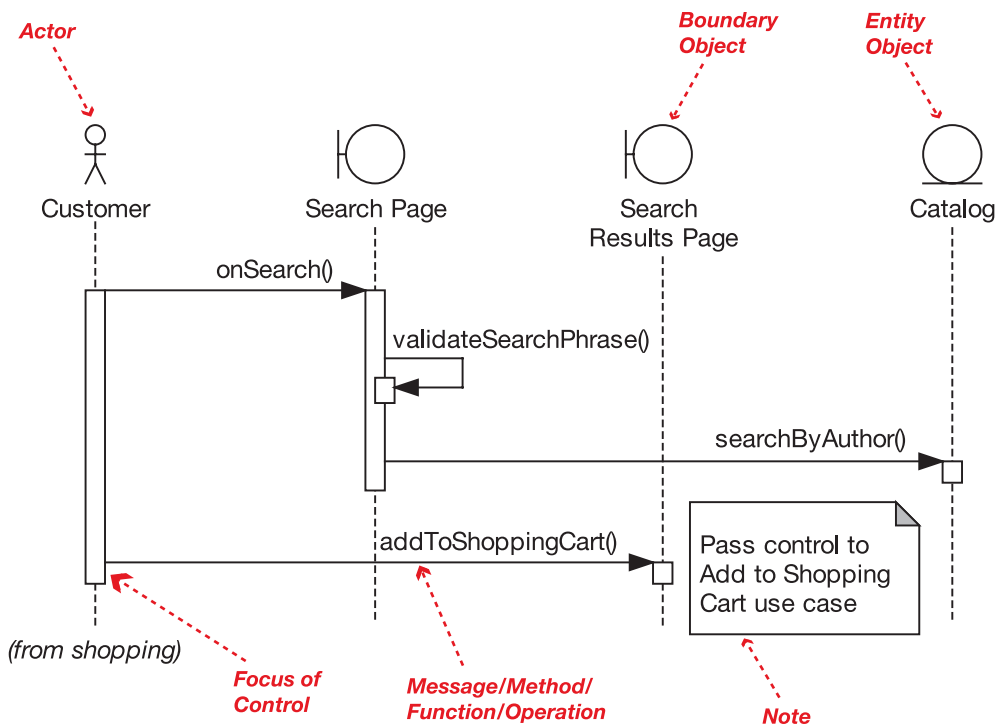 Actor
Boundary
Object
Entity
Object
Customer
Search Page
Search
Results Page
Catalog
onSearch()
validateSearchPhrase()
searchByAuthor()
addToShoppingCart()
Pass control to
Add to Shopping
Cart use case
(from shopping)
Focus of
Control
Message/Method/
Function/Operation
Note